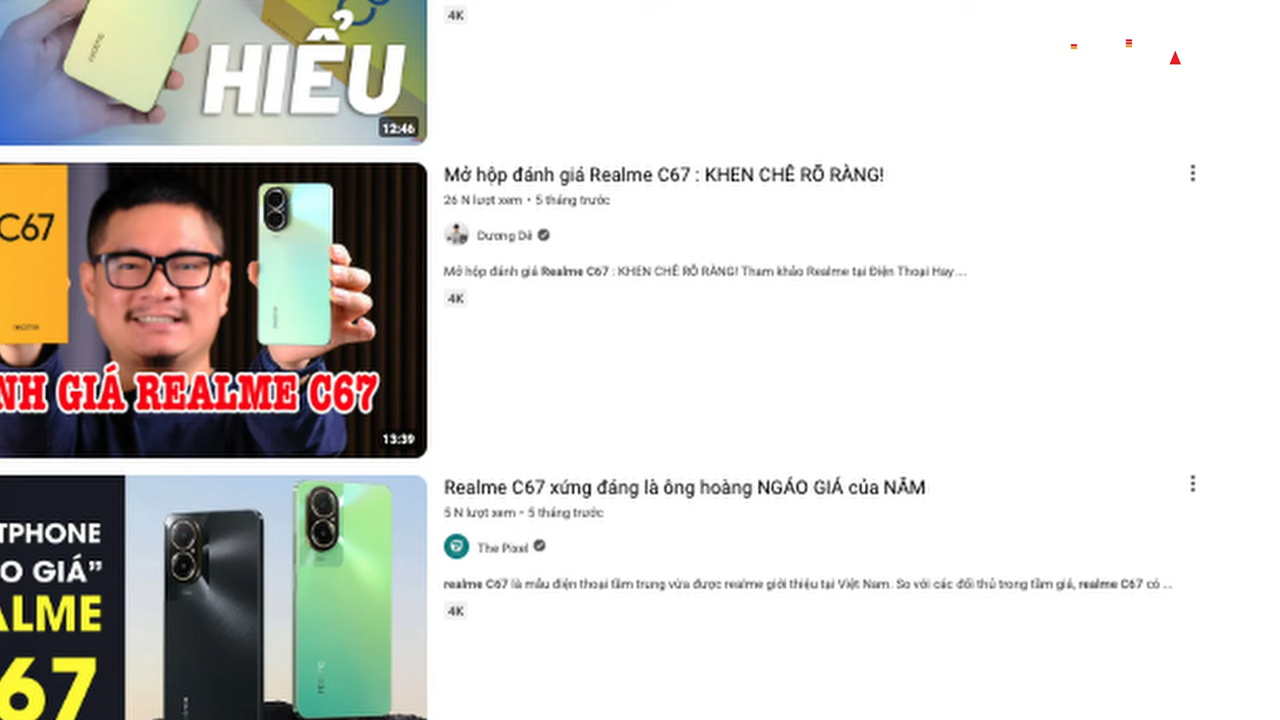 4K
realme
HIỂU
12:46
C67
realme
realme
NH GIÁ REALME C67
13:39
Mở hộp đánh giá Realme C67 : KHEN CHÊ RÕ RÀNG!
26 N lượt xem • 5 tháng trước
Dương Dê
Mở hộp đánh giá Realme C67 : KHEN CHÊ RÕ RÀNG! Tham khảo Realme tại Điện Thoại Hay ...
4K
TPHONE
O GIÁ”
ALME
67
realme
Realme C67 xứng đáng là ông hoàng NGÁO GIÁ của NĂM
5 N lượt xem • 5 tháng trước
The Pixel
realme C67 là mẫu điện thoại tầm trung vừa được realme giới thiệu tại Việt Nam. So với các đối thủ trong tầm giá, realme C67 có ...
4K